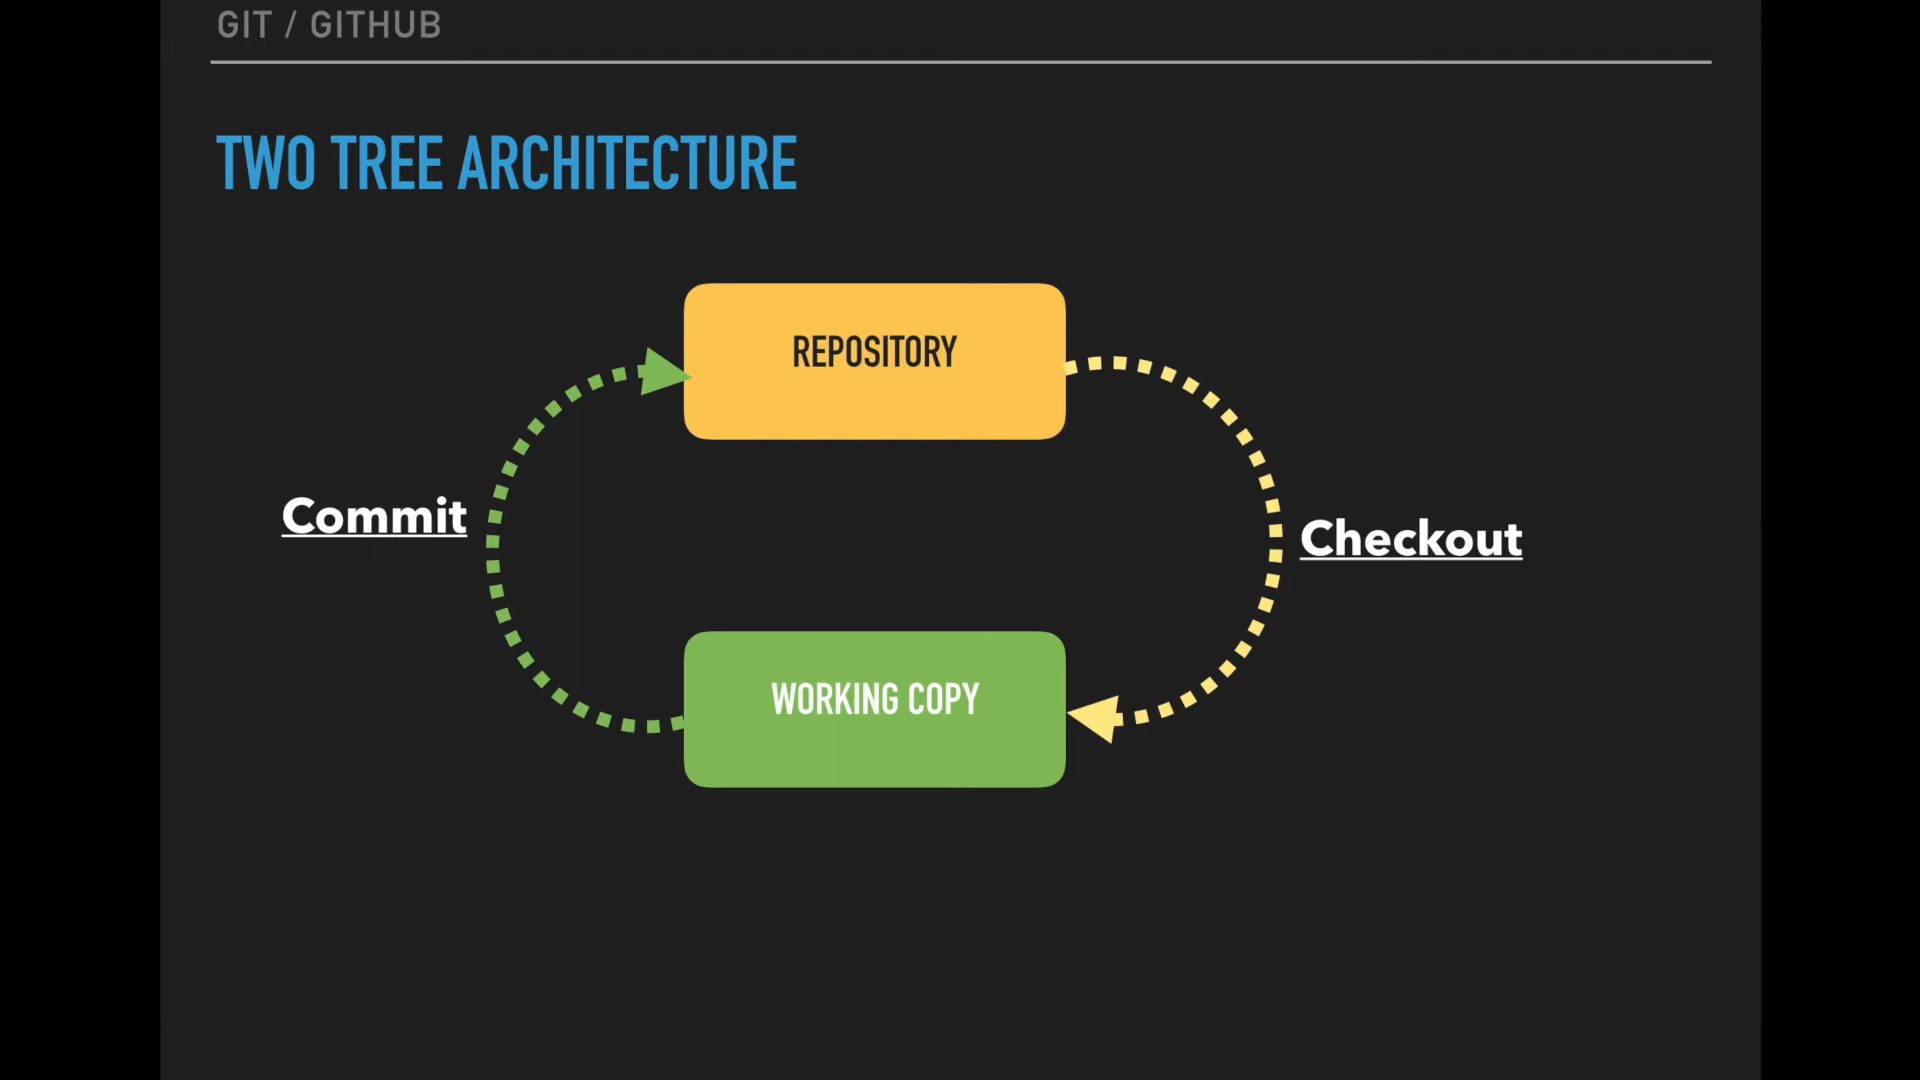 GIT / GITHUB
TWO TREE ARCHITECTURE
REPOSITORY
Commit
Checkout
WORKING COPY